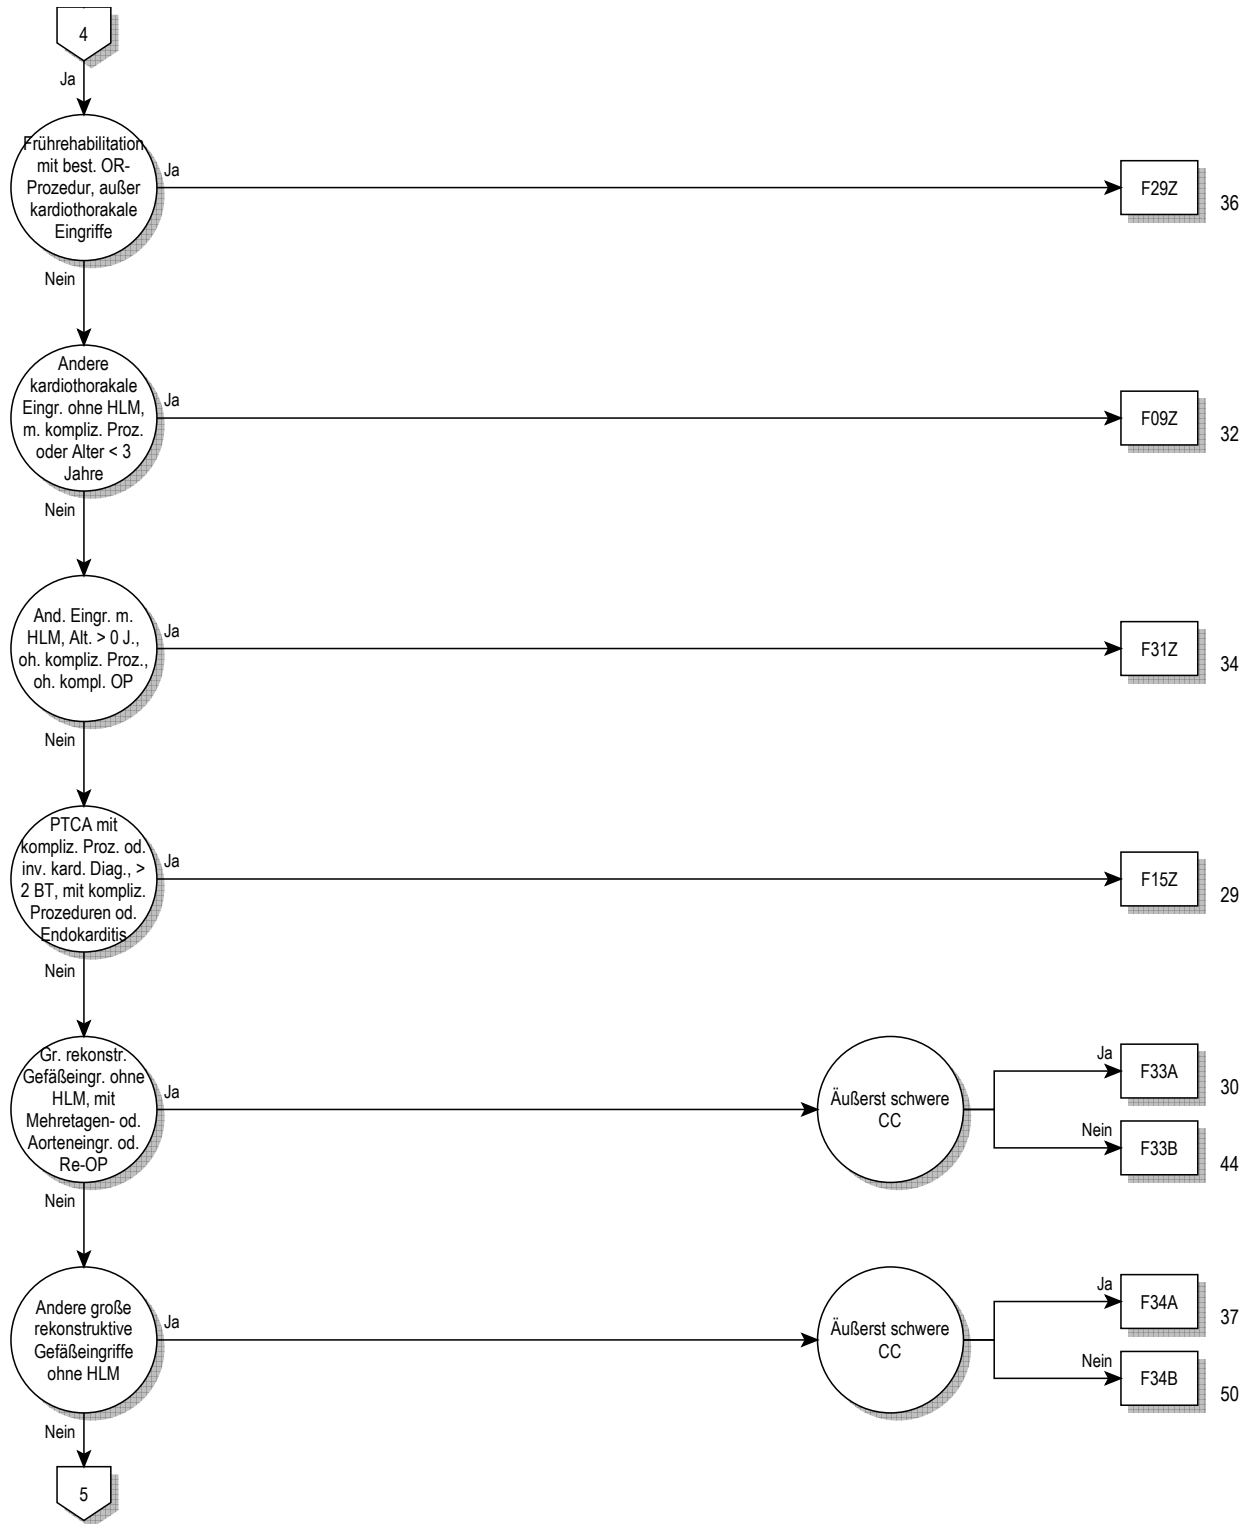 4
Ja
Frührehabilitation
mit best. OR-
Prozedur, außer
kardiothorakale
Eingriffe
Ja
F29Z
36
Nein
Andere
kardiothorakale
Eingr. ohne HLM,
m. kompliz. Proz.
oder Alter < 3
Jahre
Ja
F09Z
32
Nein
And. Eingr. m.
HLM, Alt. > 0 J.,
oh. kompliz. Proz.,
oh. kompl. OP
Ja
F31Z
34
Nein
PTCA mit
kompliz. Proz. od.
inv. kard. Diag., >
2 BT, mit kompliz.
Prozeduren od.
Endokarditis
Ja
F15Z
29
Nein
Gr. rekonstr.
Gefäßeingr. ohne
HLM, mit
Mehretagen- od.
Aorteneingr. od.
Re-OP
Ja
Äußerst schwere
CC
Ja
F33A
30
Nein
F33B
44
Nein
Andere große
rekonstruktive
Gefäßeingriffe
ohne HLM
Ja
Äußerst schwere
CC
Ja
F34A
37
Nein
F34B
50
Nein
5